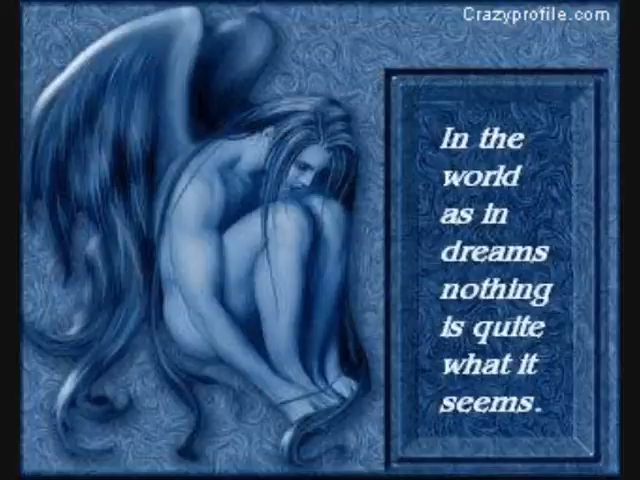 Crazyprofile.com
In the
world
as in
dreams
nothing
is quite
what it
seems.